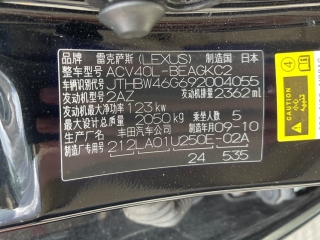 品牌 雷克萨斯(LEXUS) 制造国 日本
整车型号 ACV40L-BEAGKC2
车辆识别代号 JTHBW46G692004055
发动机型号 2AZ 发动机排量 2362 ml
发动机最大净功率 123 kw
最大设计总质量 2050 kg 乘坐人数 5
生产厂名 丰田汽车公司 制造年月 09-10
制造厂专用号 212LA01U250E-02A
24 535